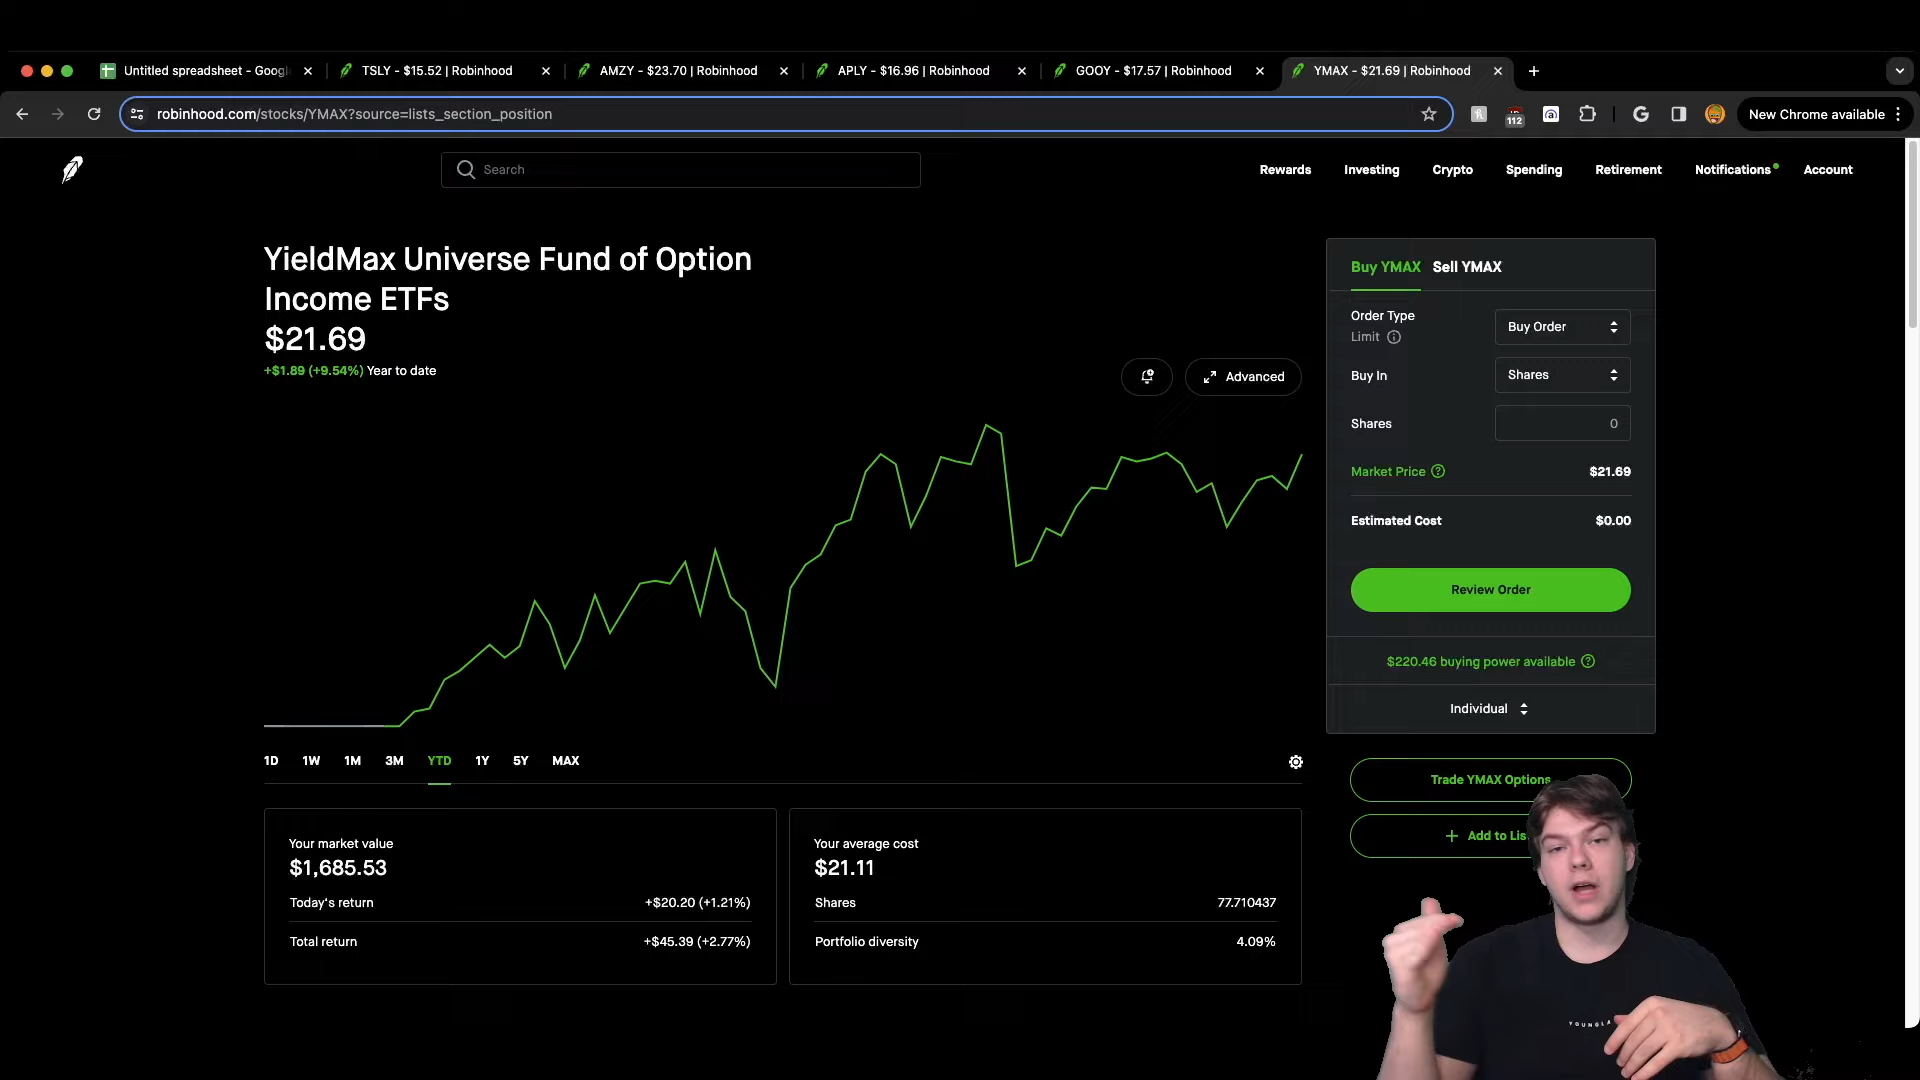 Untitled spreadsheet - Googl
TSLY - $15.52 | Robinhood
AMZY - $23.70 | Robinhood
APLY - $16.96 | Robinhood
GOOY - $17.57 | Robinhood
YMAX - $21.69 | Robinhood
robinhood.com/stocks/YMAX?source=lists_section_position
112
New Chrome available
Search
Rewards
Investing
Crypto
Spending
Retirement
Notifications
Account
YieldMax Universe Fund of Option
Income ETFs
$21.69
+$1.89 (+9.54%) Year to date
Advanced
1D 1W 1M 3M YTD 1Y 5Y MAX
Your market value
$1,685.53
Today's return +$20.20 (+1.21%)
Total return +$45.39 (+2.77%)
Your average cost
$21.11
Shares 77.710437
Portfolio diversity 4.09%
Buy YMAX Sell YMAX
Order Type
Limit
Buy Order
Buy In Shares
Shares 0
Market Price $21.69
Estimated Cost $0.00
Review Order
$220.46 buying power available
Individual
Trade YMAX Options
+ Add to Lis
YOUNGLA